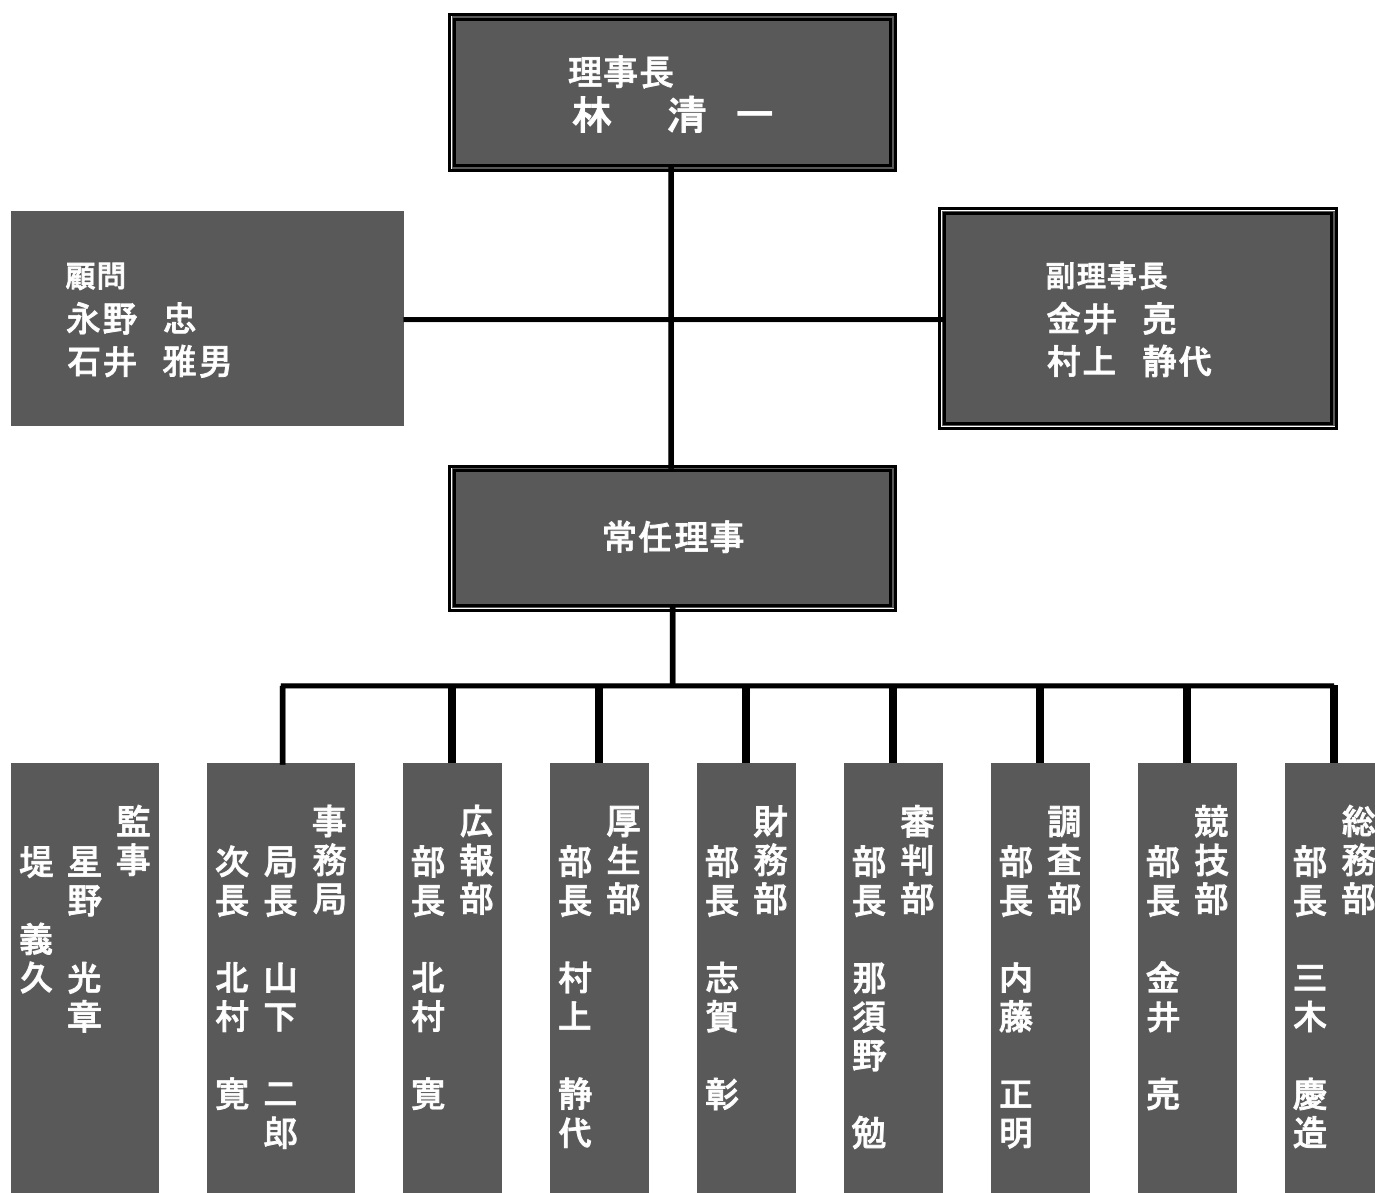 理事長
林　清一
顧問
永野　忠
石井　雅男
副理事長
金井　亮
村上　静代
常任理事
総務部
部長　三木　慶造
競技部
部長　金井　亮
調査部
部長　内藤　正明
審判部
部長　那須野　勉
財務部
部長　志賀　彰
厚生部
部長　村上　静代
広報部
部長　北村　寛
事務局
局長　山下　二郎
次長　北村　寛
監事
星野　光章
堤　義久